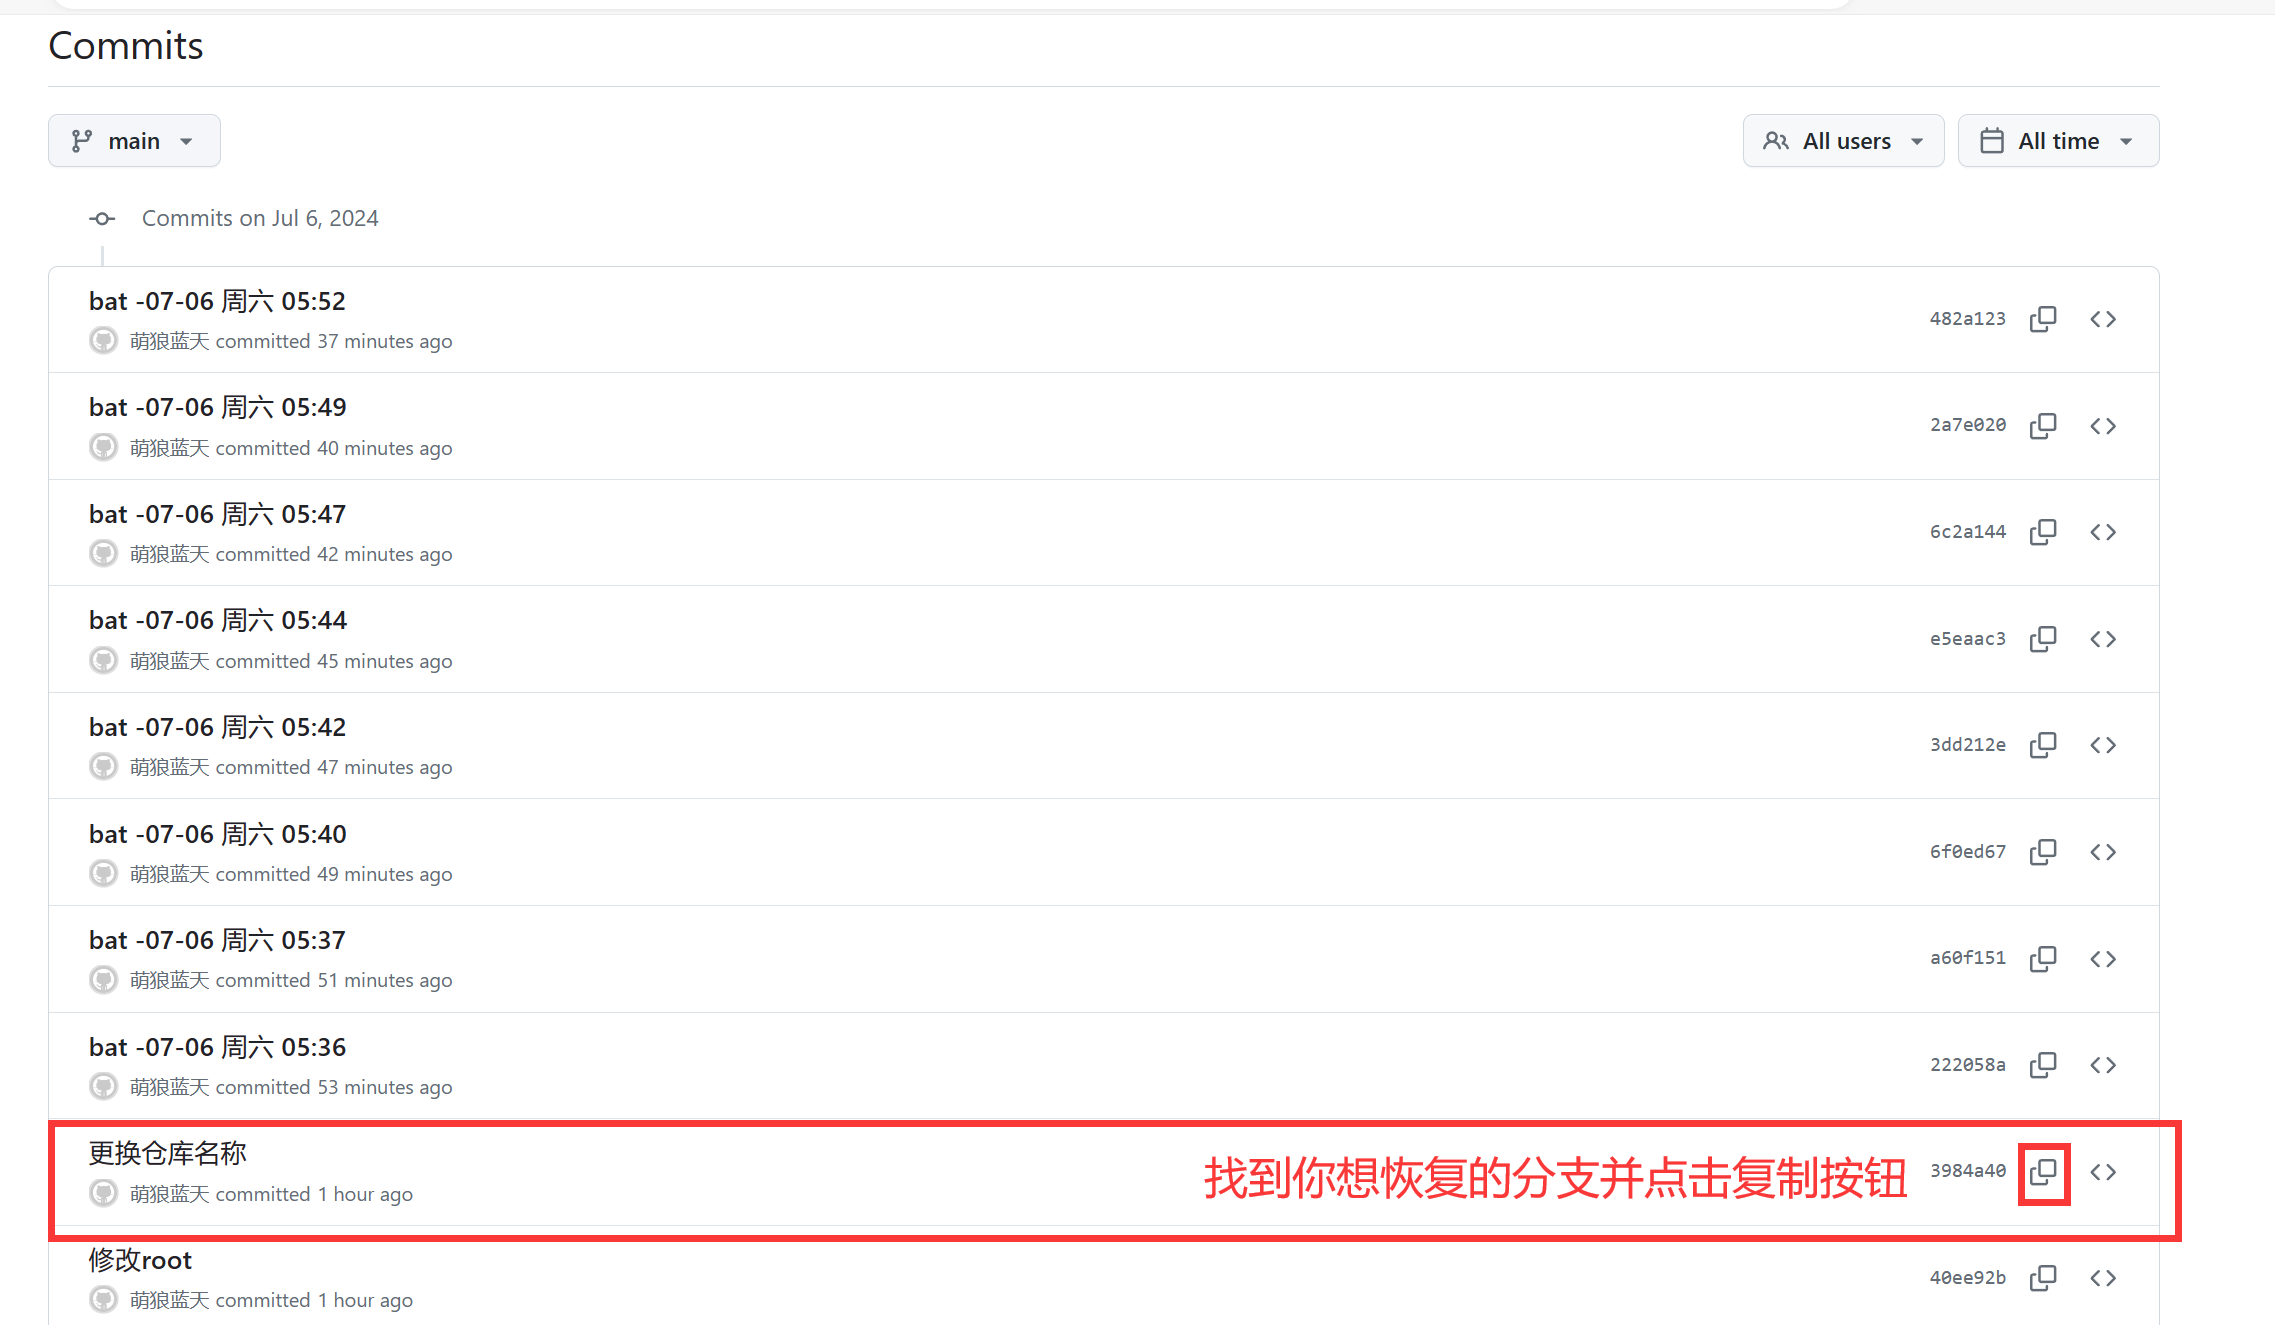 Commits
main
All users
All time
Commits on Jul 6, 2024
bat -07-06 周六 05:52
萌狼蓝天 committed 37 minutes ago
482a123
bat -07-06 周六 05:49
萌狼蓝天 committed 40 minutes ago
2a7e020
bat -07-06 周六 05:47
萌狼蓝天 committed 42 minutes ago
6c2a144
bat -07-06 周六 05:44
萌狼蓝天 committed 45 minutes ago
e5eaac3
bat -07-06 周六 05:42
萌狼蓝天 committed 47 minutes ago
3dd212e
bat -07-06 周六 05:40
萌狼蓝天 committed 49 minutes ago
6f0ed67
bat -07-06 周六 05:37
萌狼蓝天 committed 51 minutes ago
a60f151
bat -07-06 周六 05:36
萌狼蓝天 committed 53 minutes ago
222058a
更换仓库名称
萌狼蓝天 committed 1 hour ago
找到你想恢复的分支并点击复制按钮
3984a40
修改root
萌狼蓝天 committed 1 hour ago
40ee92b